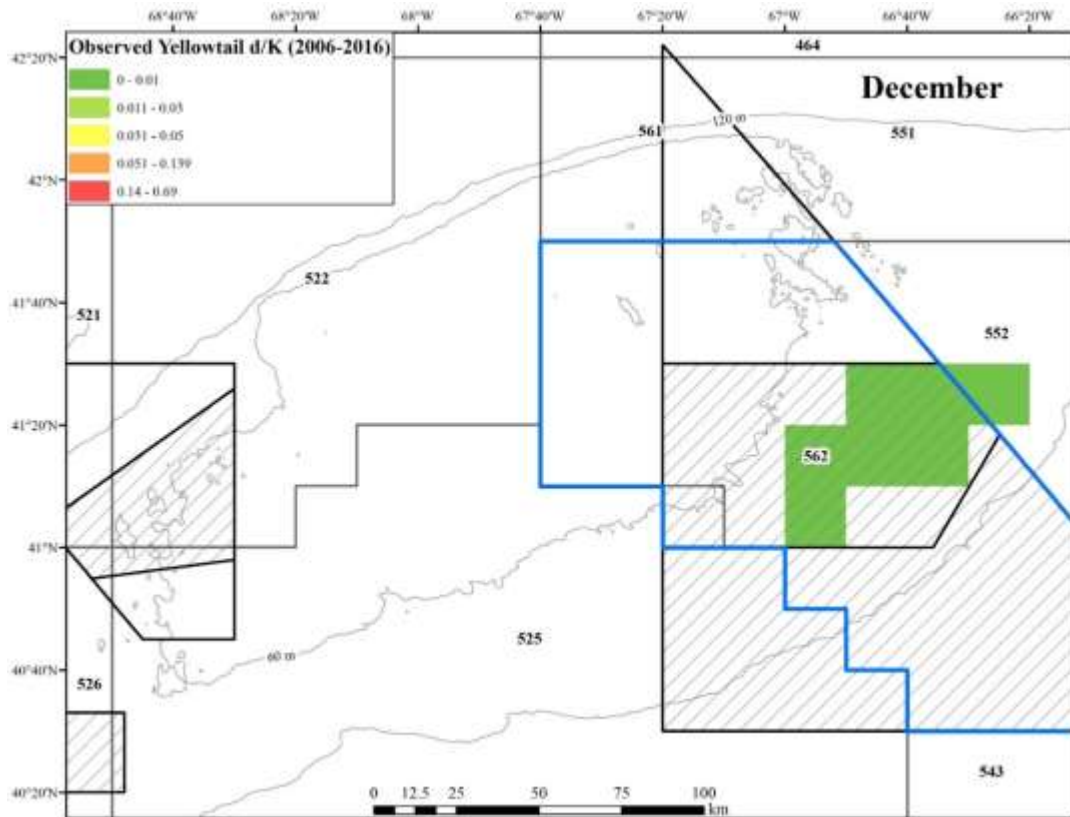 68°40'W 68°20'W 68°W 67°40'W 67°20'W 67°W 66°40'W 66°20'W
Observed Yellowtail d/K (2006-2016)
0 - 0.01
0.011 - 0.03
0.031 - 0.05
0.051 - 0.139
0.14 - 0.69
December
464
120 m
561
551
522
521
552
562
525
60 m
526
543
42°20'N
42°N
41°40'N
41°20'N
41°N
40°40'N
40°20'N
0 12.5 25 50 75 100
km